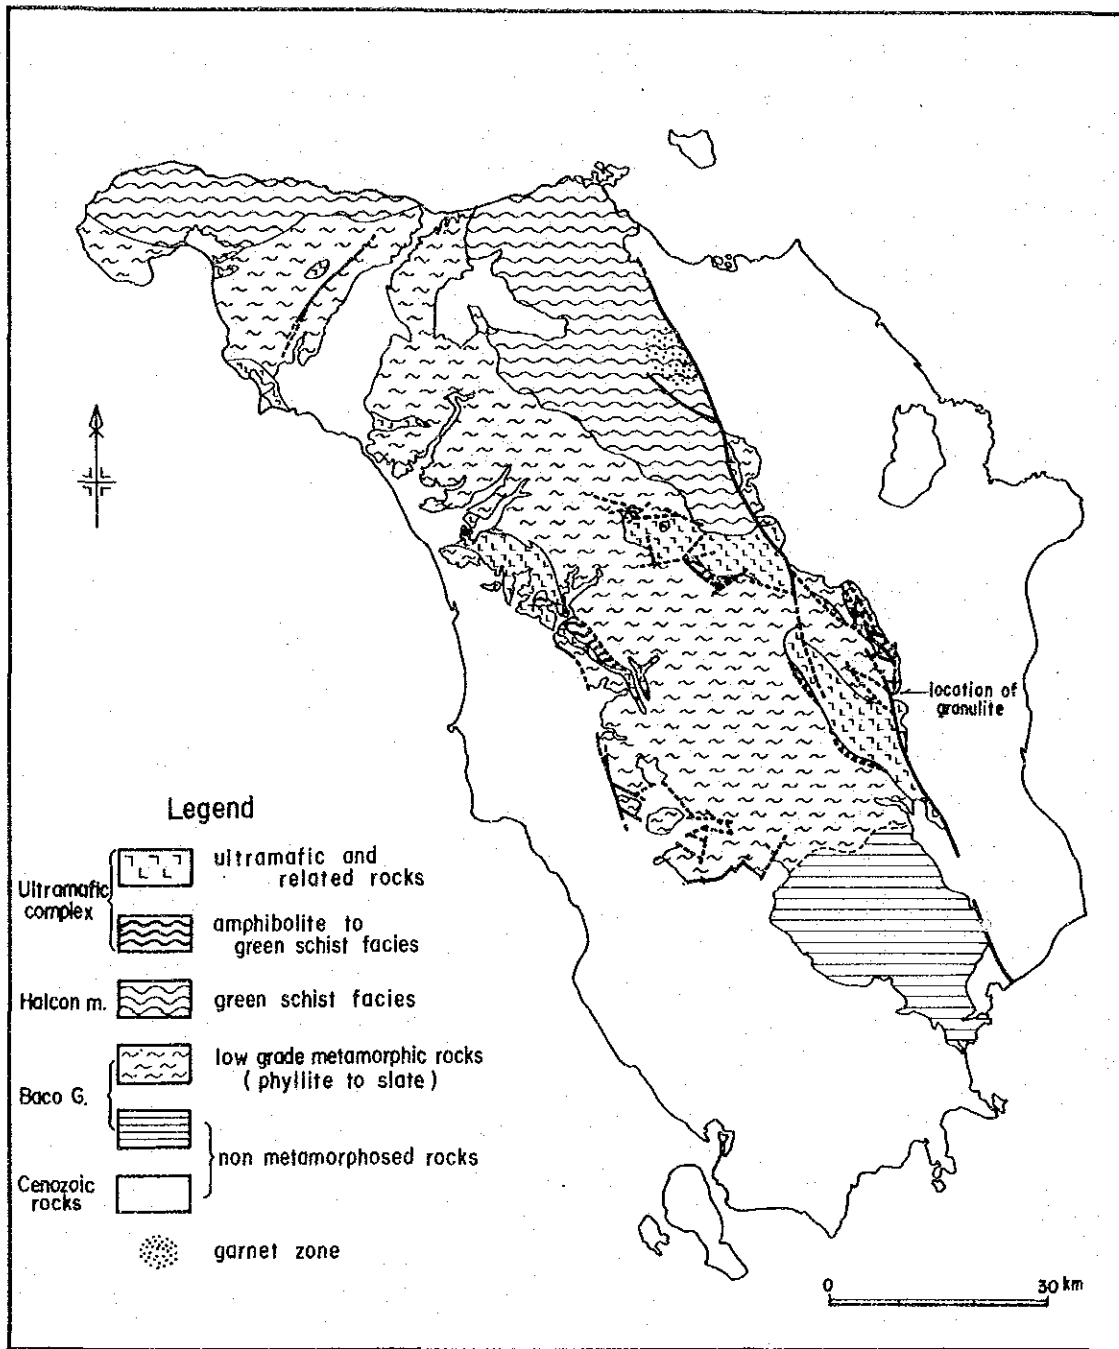 location of
granulite
Legend
Ultramafic
complex
ultramafic and
related rocks
amphibolite to
green schist facies
Halcon m.
green schist facies
Baco G.
low grade metamorphic rocks
( phyllite to slate )
non metamorphosed rocks
Cenozoic
rocks
garnet zone
0 30 km